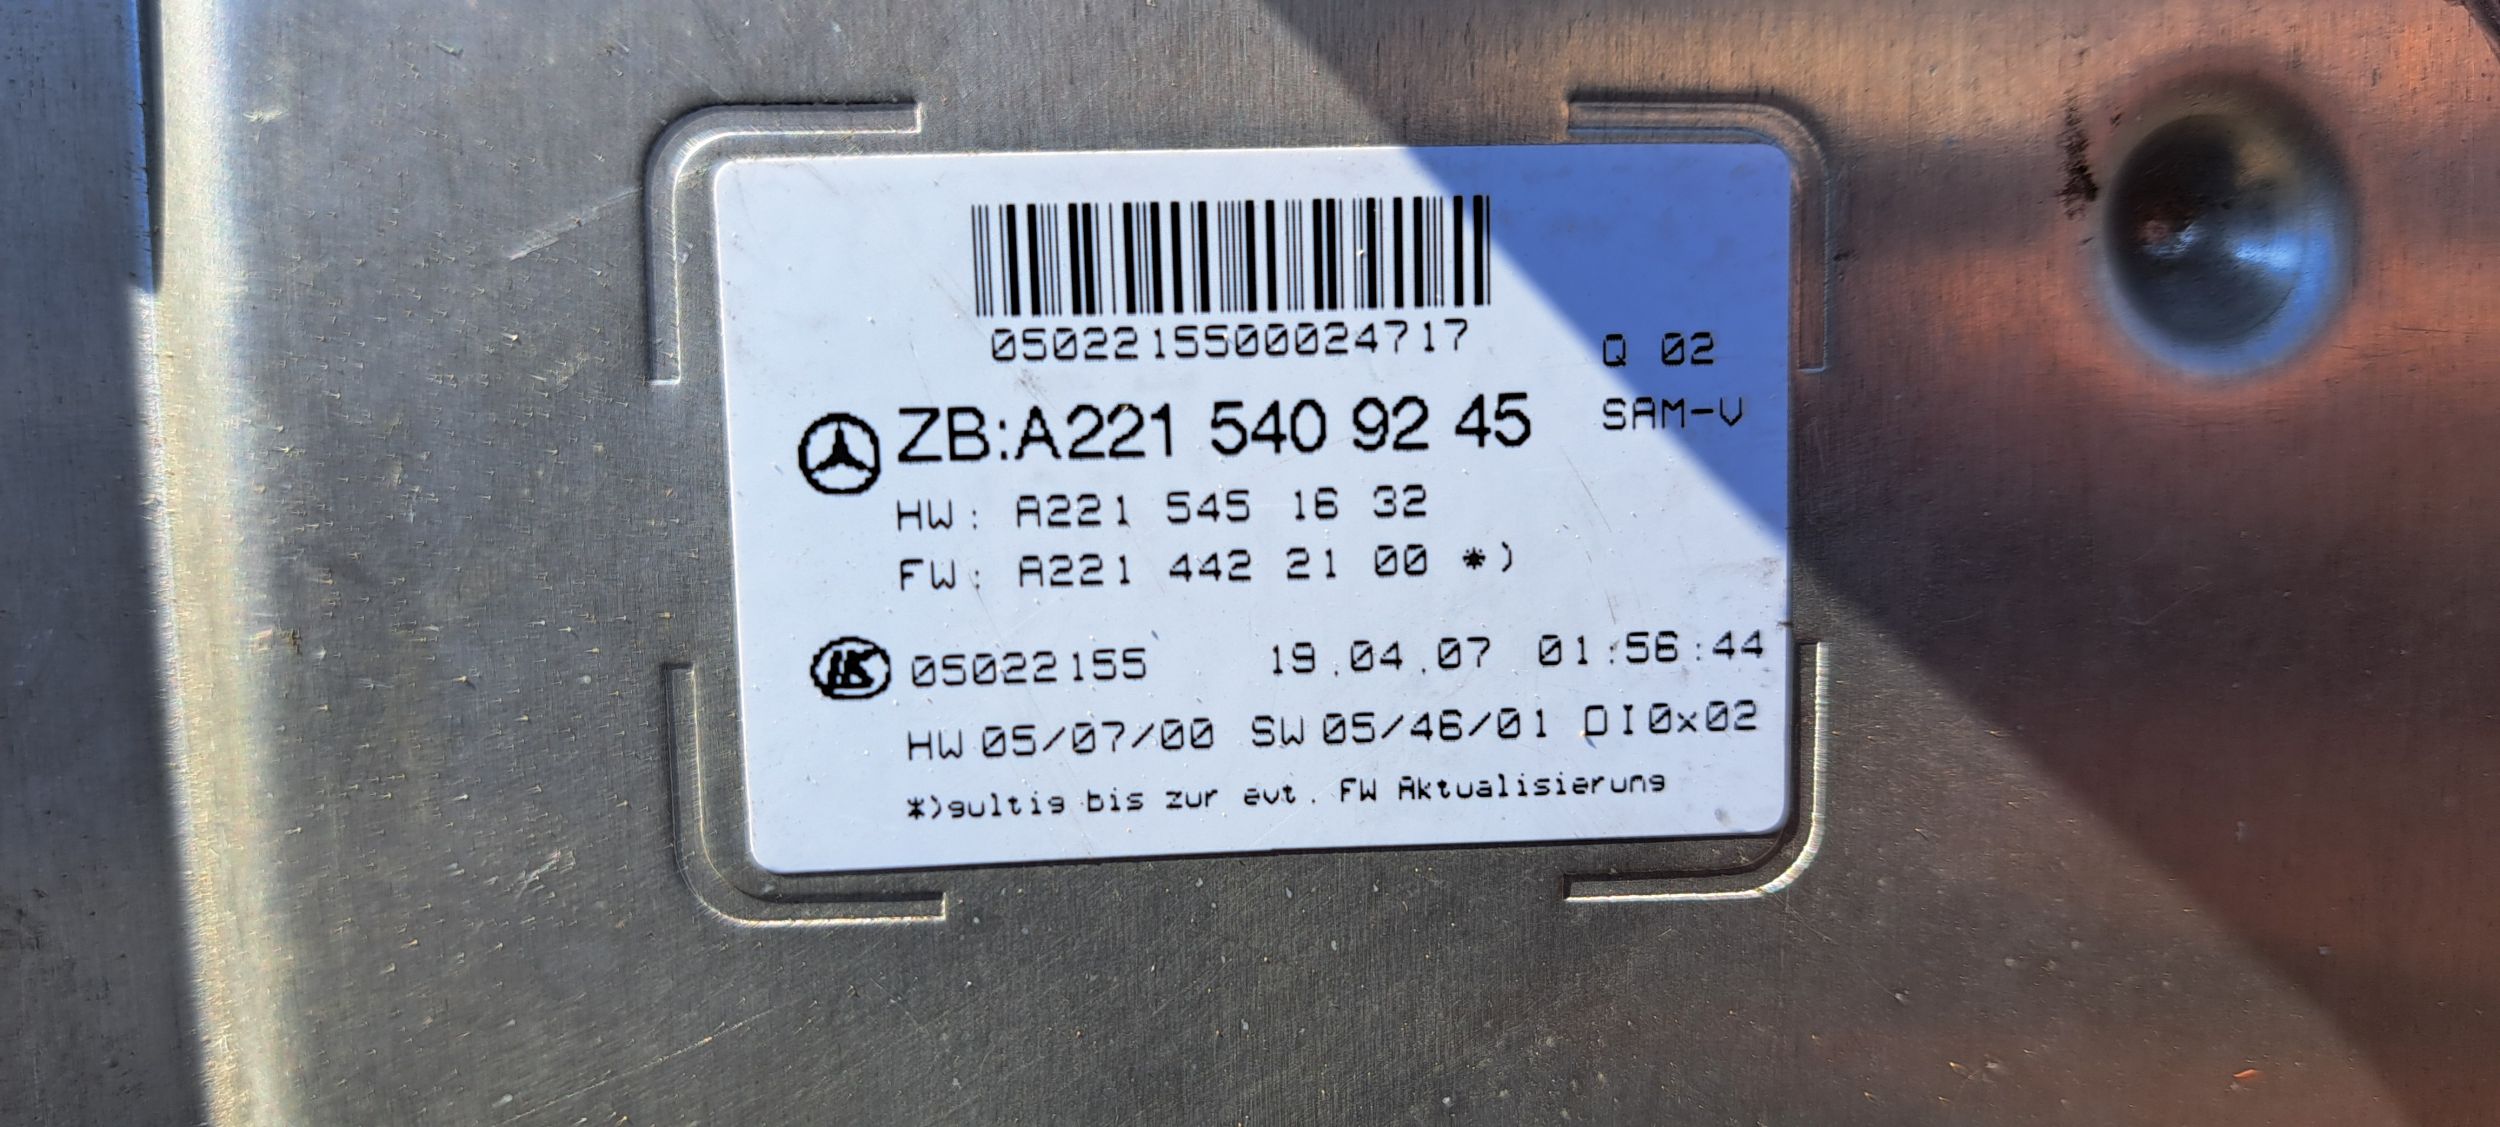 0502215500024717
Q 02
ZB:A221 540 92 45
SAM-V
HW: A221 545 16 32
FW: A221 442 21 00 *)
HK 05022155 19.04.07 01:56:44
HW 05/07/00 SW 05/46/01 DI0x02
*)gultig bis zur evt. FW Aktualisierung